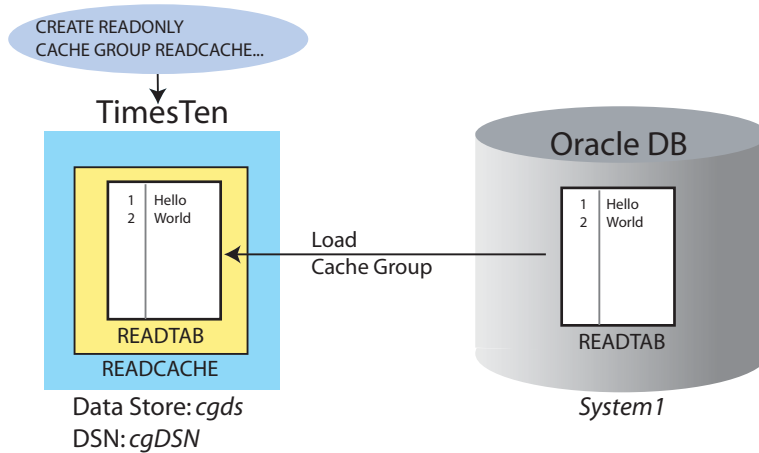 CREATE READONLY
CACHE GROUP READCACHE...
TimesTen
Oracle DB
1 Hello
2 World
1 Hello
2 World
Load
Cache Group
READTAB
READCACHE
READTAB
Data Store: cgds
DSN: cgDSN
System1